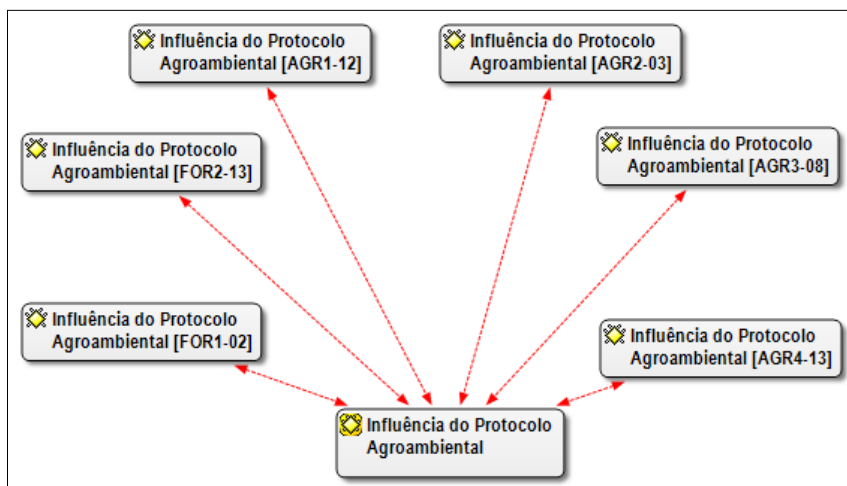 Influência do Protocolo
Agroambiental [AGR1-12]
Influência do Protocolo
Agroambiental [AGR2-03]
Influência do Protocolo
Agroambiental [FOR2-13]
Influência do Protocolo
Agroambiental [AGR3-08]
Influência do Protocolo
Agroambiental [FOR1-02]
Influência do Protocolo
Agroambiental [AGR4-13]
Influência do Protocolo
Agroambiental